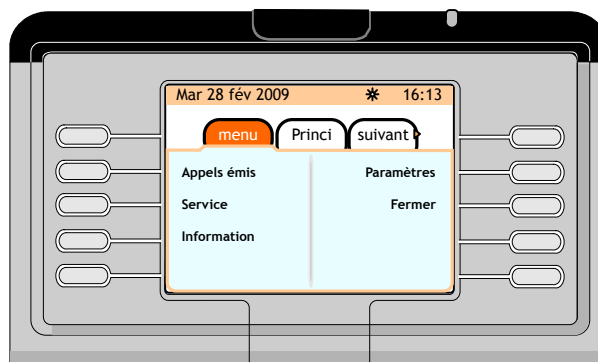 Mar 28 fév 2009 16:13
menu Princi suivant
Appels émis Paramètres
Service Fermer
Information